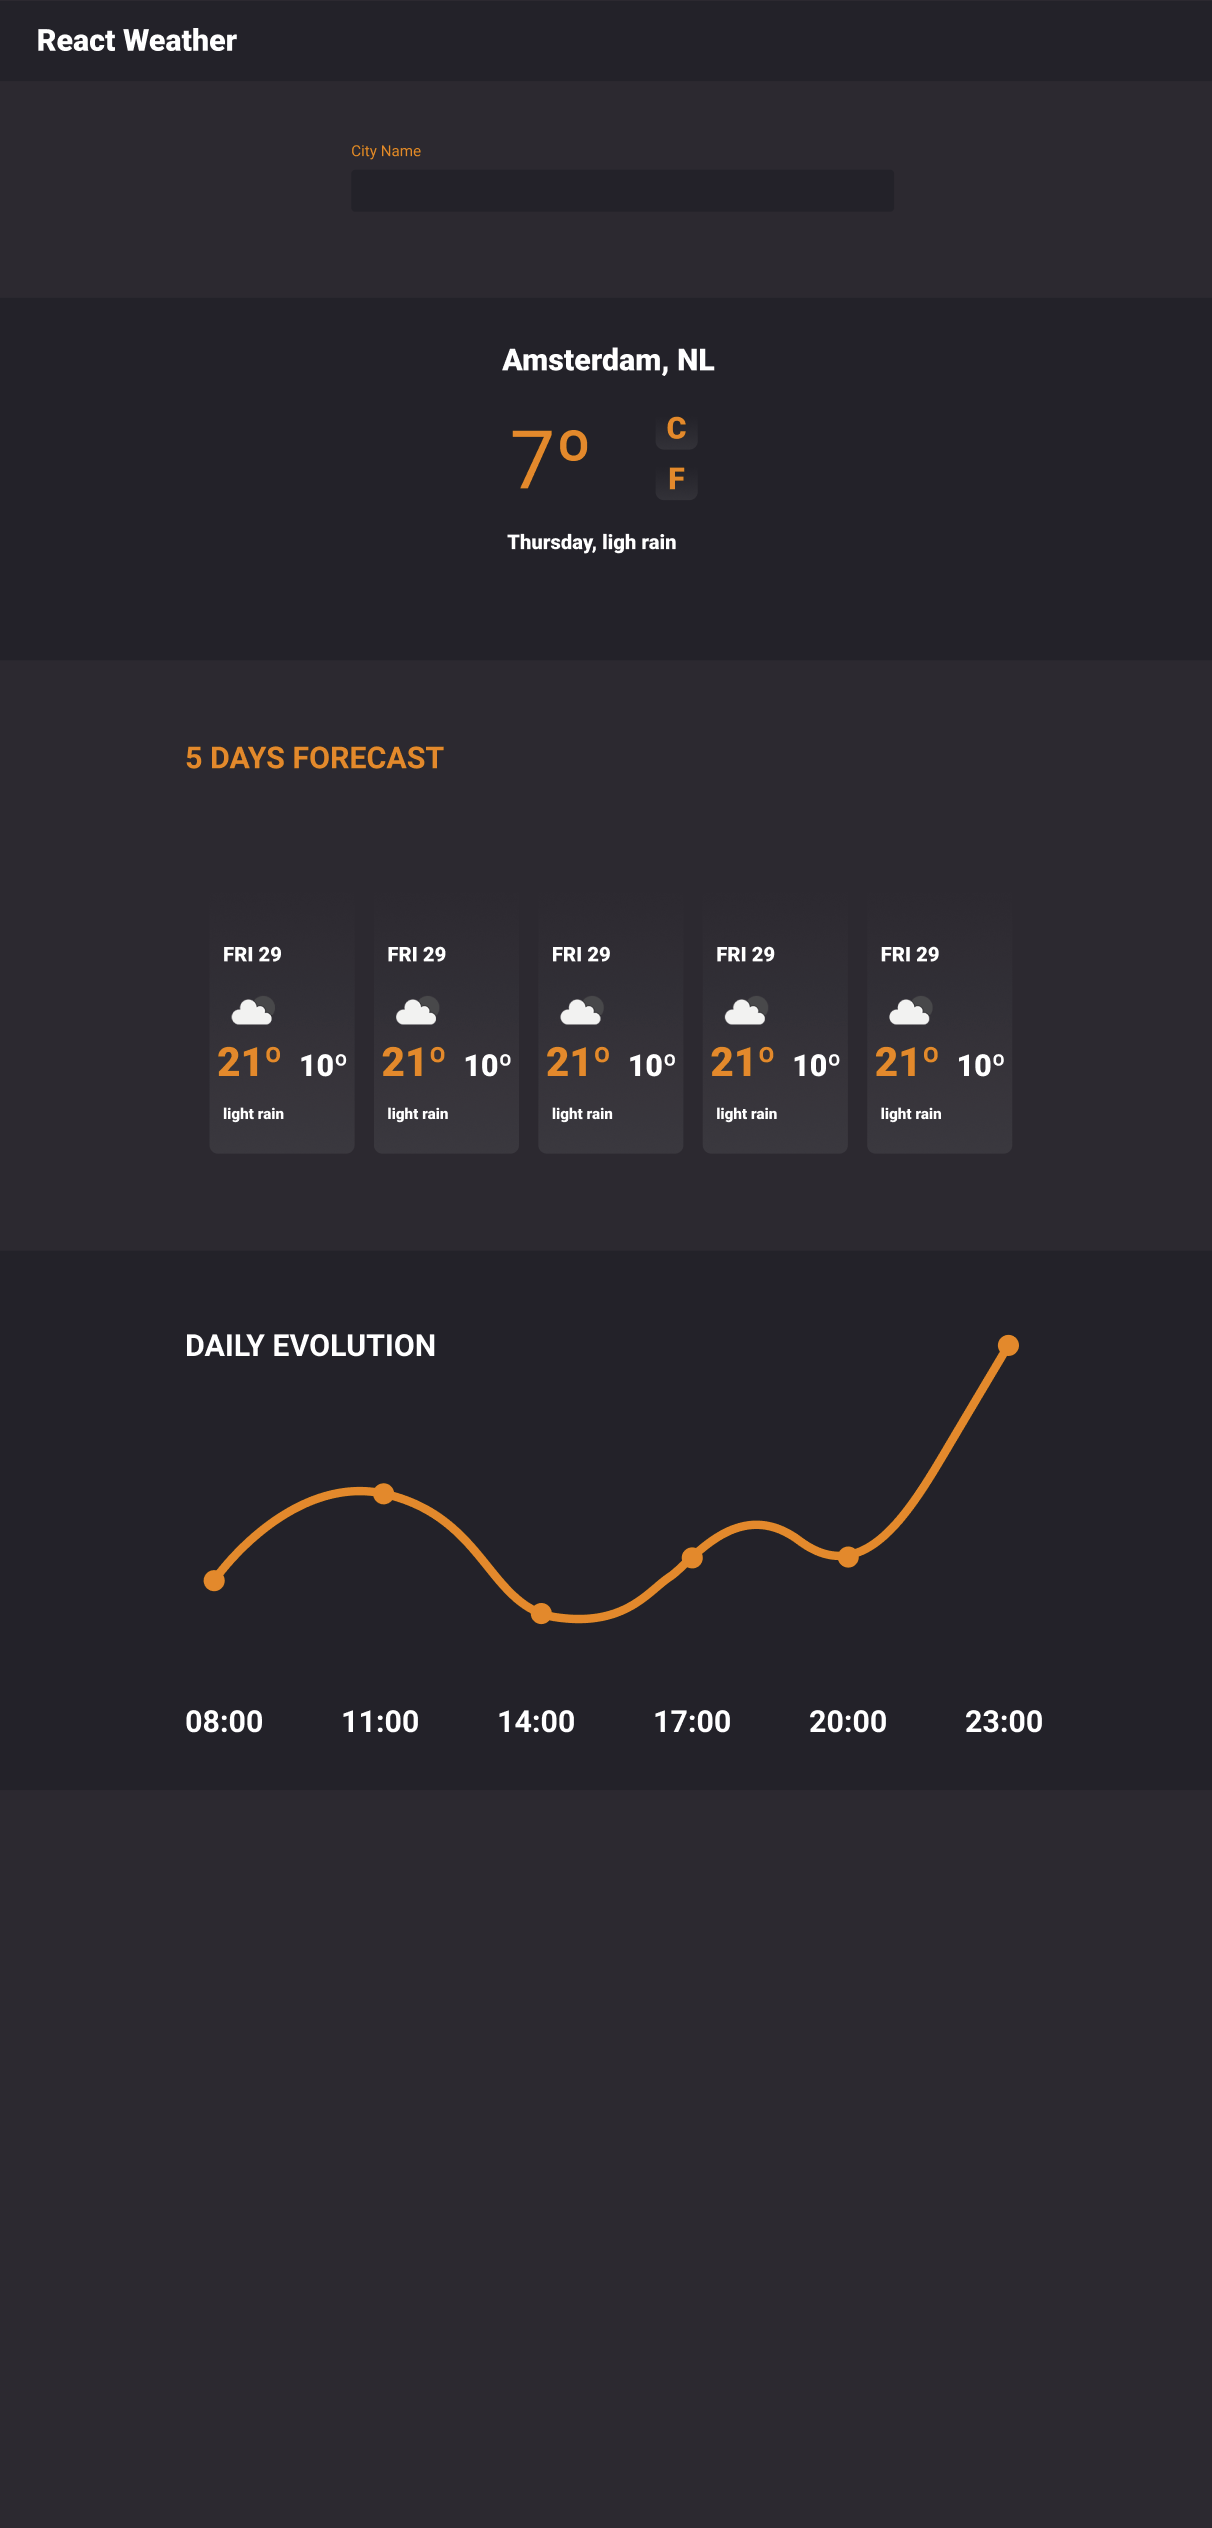 React Weather
City Name
Amsterdam, NL
7º
C
F
Thursday, ligh rain
5 DAYS FORECAST
FRI 29
21º 10º
light rain
FRI 29
21º 10º
light rain
FRI 29
21º 10º
light rain
FRI 29
21º 10º
light rain
FRI 29
21º 10º
light rain
DAILY EVOLUTION
08:00 11:00 14:00 17:00 20:00 23:00